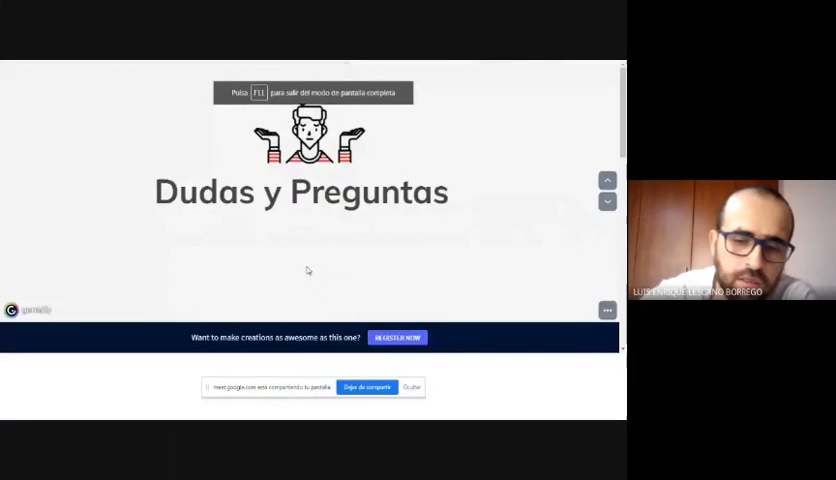 Pulsa F11 para salir del modo de pantalla completa
Dudas y Preguntas
genially
Want to make creations as awesome as this one? REGISTER NOW
meet.google.com está compartiendo tu pantalla. Dejar de compartir Ocultar
LUIS ENRIQUE LESCANO BORREGO